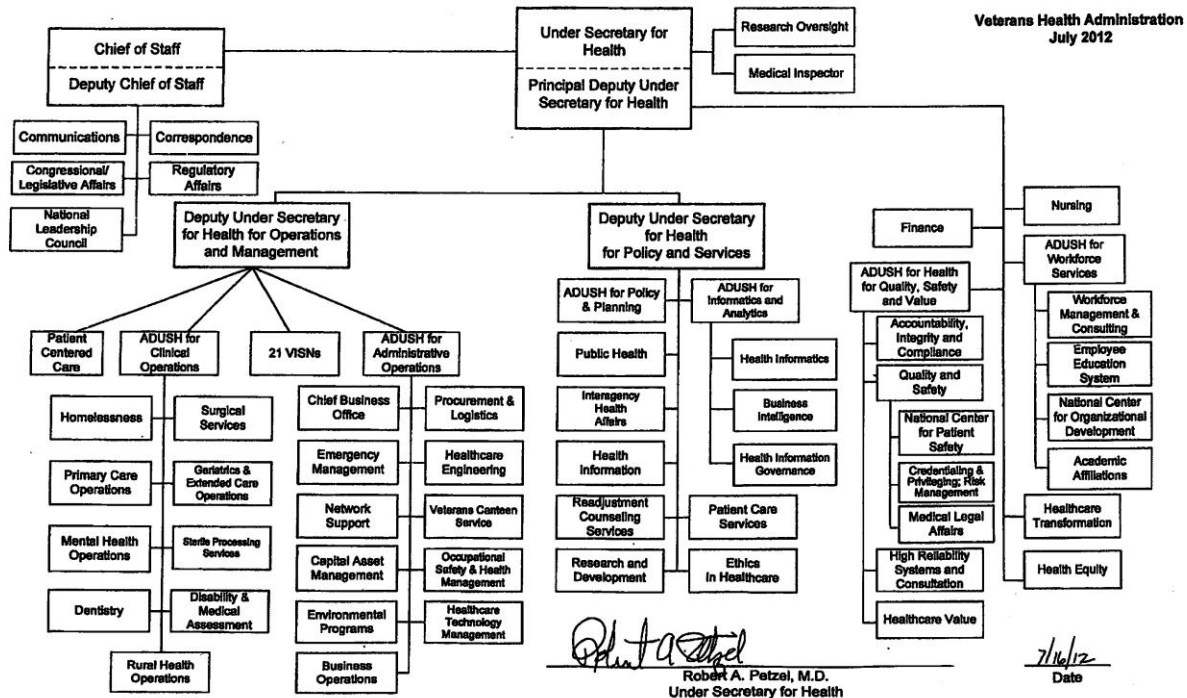 Veterans Health Administration
July 2012
Chief of Staff
Deputy Chief of Staff
Under Secretary for
Health
Principal Deputy Under
Secretary for Health
Research Oversight
Medical Inspector
Communications
Correspondence
Congressional/
Legislative Affairs
Regulatory
Affairs
National
Leadership
Council
Deputy Under Secretary
for Health for Operations
and Management
Deputy Under Secretary
for Health
for Policy and Services
Finance
Nursing
ADUSH for Health
for Quality, Safety
and Value
ADUSH for
Workforce
Services
Patient
Centered
Care
ADUSH for
Clinical
Operations
21 VISNs
ADUSH for
Administrative
Operations
Homelessness
Surgical
Services
Primary Care
Operations
Geriatrics &
Extended Care
Operations
Mental Health
Operations
Sterile Processing
Services
Dentistry
Disability &
Medical
Assessment
Rural Health
Operations
Chief Business
Office
Procurement &
Logistics
Emergency
Management
Healthcare
Engineering
Network
Support
Veterans Canteen
Service
Capital Asset
Management
Occupational
Safety & Health
Management
Environmental
Programs
Healthcare
Technology
Management
Business
Operations
ADUSH for Policy
& Planning
ADUSH for
Informatics and
Analytics
Public Health
Health Informatics
Interagency
Health
Affairs
Business
Intelligence
Health
Information
Health Information
Governance
Readjustment
Counseling
Services
Patient Care
Services
Research and
Development
Ethics
in Healthcare
Accountability,
Integrity and
Compliance
Quality and
Safety
National Center
for Patient
Safety
Credentialing &
Privileging; Risk
Management
Medical Legal
Affairs
High Reliability
Systems and
Consultation
Healthcare Value
Workforce
Management &
Consulting
Employee
Education
System
National Center
for Organizational
Development
Academic
Affiliations
Healthcare
Transformation
Health Equity
Robert A Petzel
Robert A. Petzel, M.D.
Under Secretary for Health
7/16/12
Date